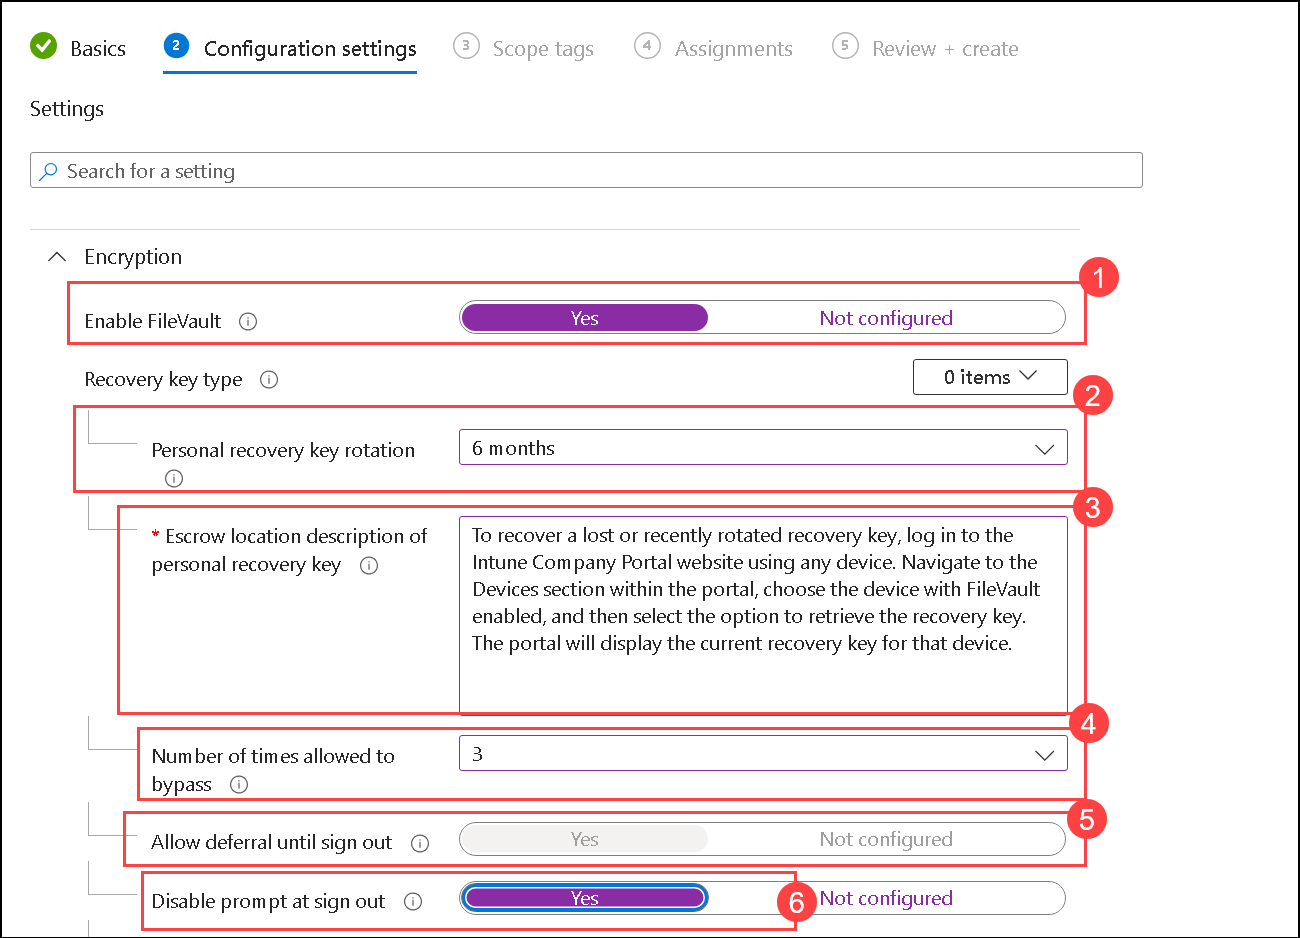 Basics
2 Configuration settings
3 Scope tags
4 Assignments
5 Review + create
Settings
Search for a setting
Encryption
1
Enable FileVault
Yes
Not configured
Recovery key type
0 items
2
Personal recovery key rotation
6 months
3
* Escrow location description of
personal recovery key
To recover a lost or recently rotated recovery key, log in to the
Intune Company Portal website using any device. Navigate to the
Devices section within the portal, choose the device with FileVault
enabled, and then select the option to retrieve the recovery key.
The portal will display the current recovery key for that device.
4
Number of times allowed to
bypass
3
5
Allow deferral until sign out
Yes
Not configured
Disable prompt at sign out
Yes
6
Not configured